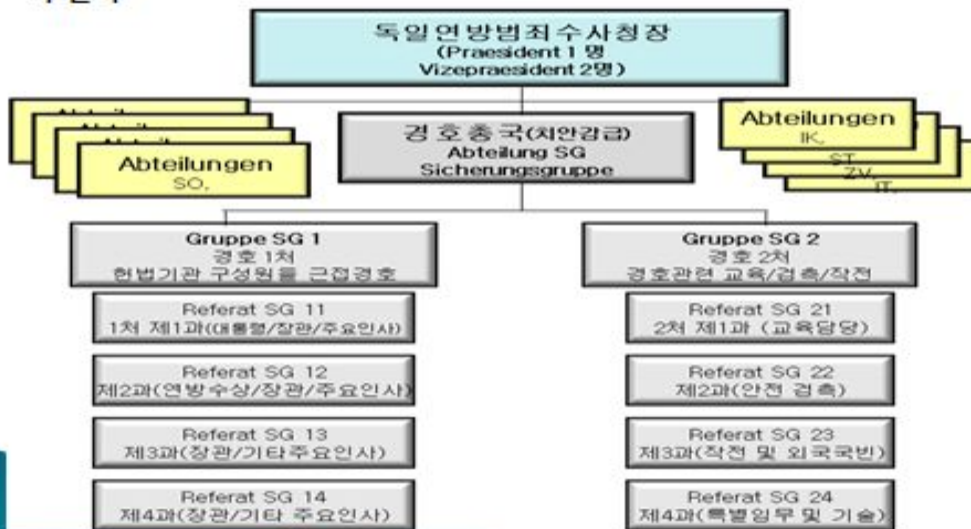 독일연방범죄수사청장
(Praesident 1 명
Vizepraesident 2명)
Abteilungen
SO,
경호총국(치안감급)
Abteilung SG
Sicherungsgruppe
Abteilungen
IK,
ST,
ZV,
IT,
Gruppe SG 1
경호 1처
헌법기관 구성원들 근접경호
Referat SG 11
1처 제1과(대통령/장관/주요인사)
Referat SG 12
제2과(연방수상/장관/주요인사)
Referat SG 13
제3과(장관/기타주요인사)
Referat SG 14
제4과(장관/기타 주요인사)
Gruppe SG 2
경호 2처
경호관련 교육/검측/작전
Referat SG 21
2처 제1과 (교육담당)
Referat SG 22
제2과(안전 검측)
Referat SG 23
제3과(작전 및 외국국빈)
Referat SG 24
제4과(특별임무 및 기술)